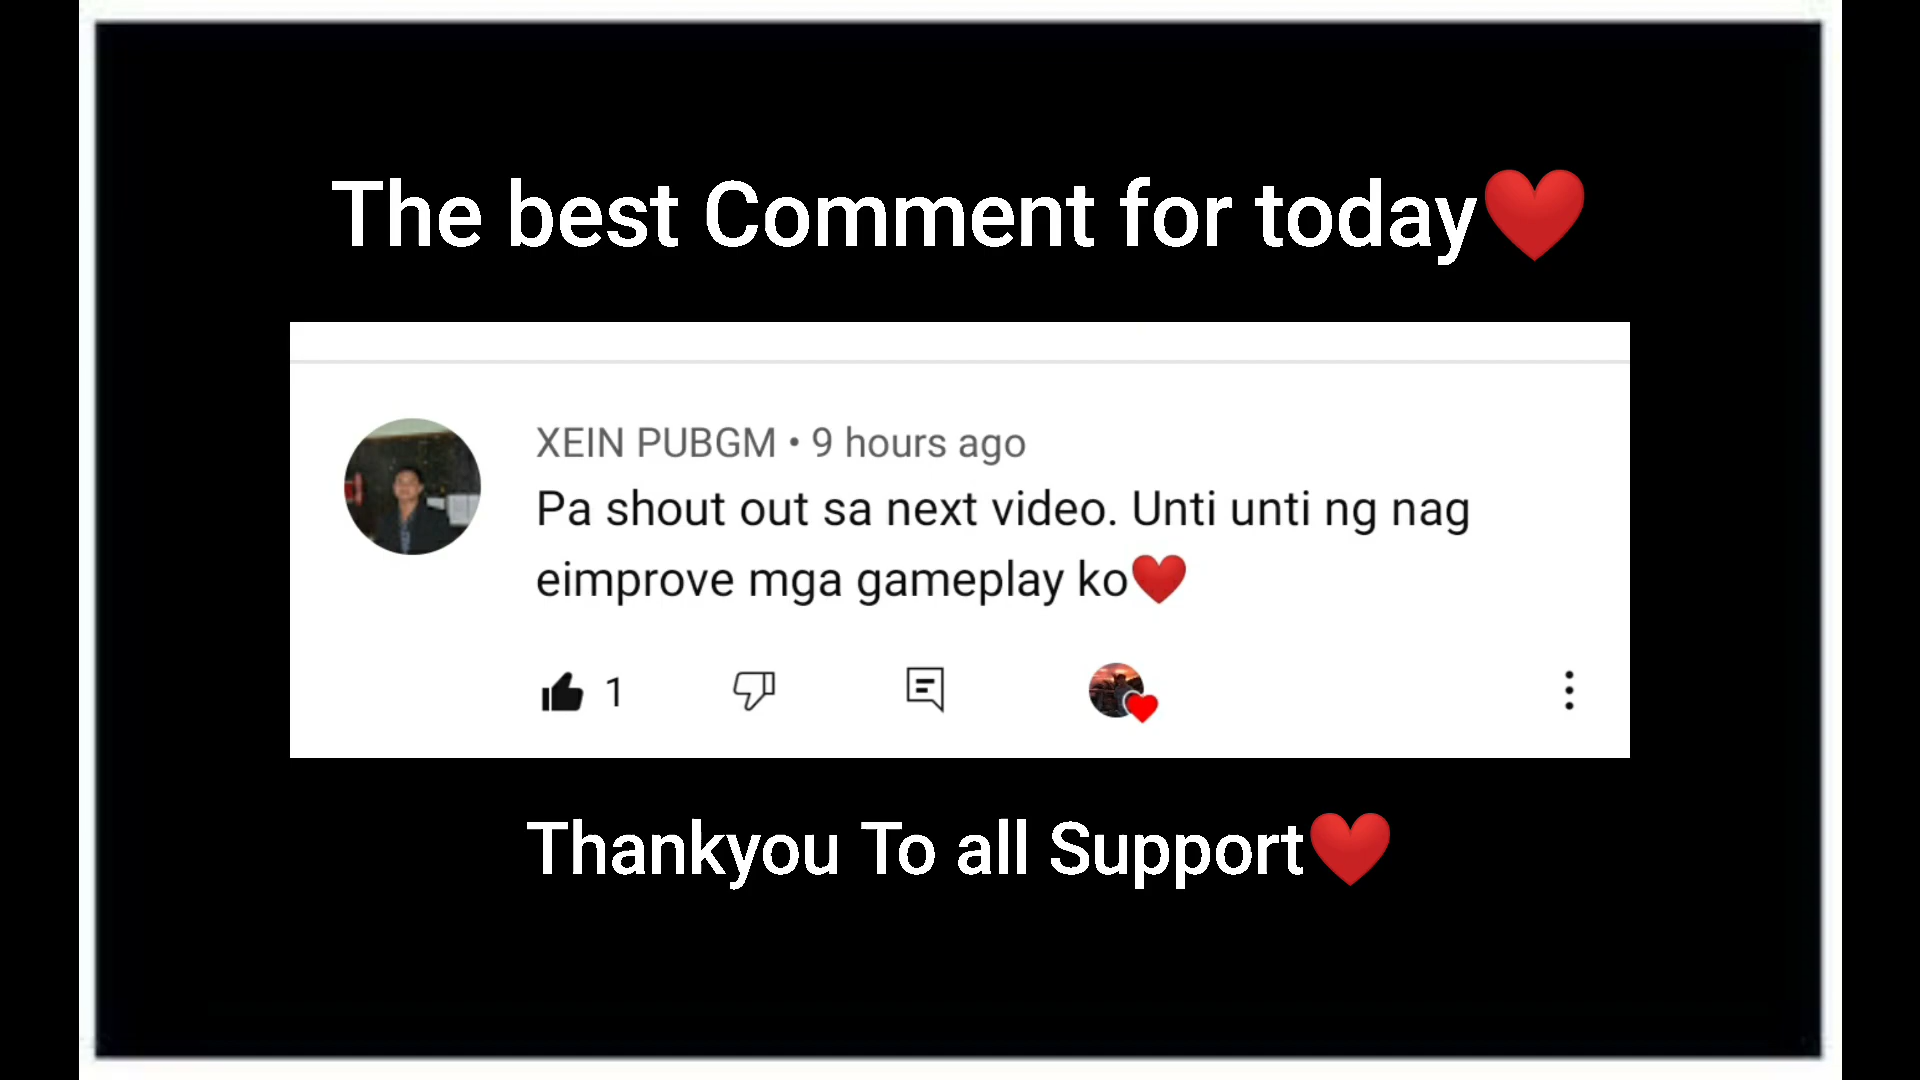 The best Comment for today❤️
XEIN PUBGM • 9 hours ago
Pa shout out sa next video. Unti unti ng nag
eimprove mga gameplay ko❤️
1
Thankyou To all Support❤️